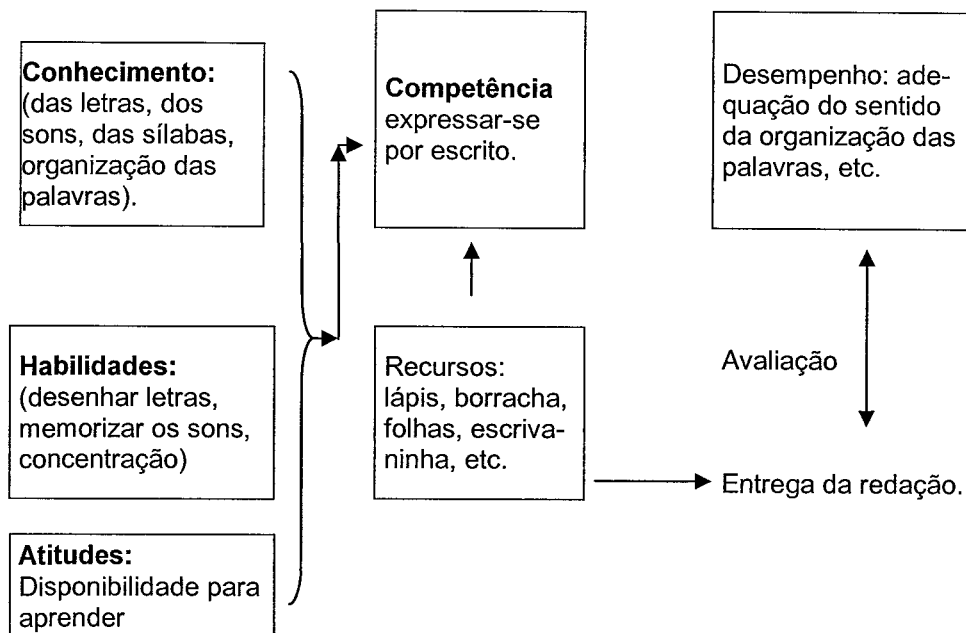 Conhecimento:
(das letras, dos
sons, das sílabas,
organização das
palavras).
Competência
expressar-se
por escrito.
Desempenho: ade-
quação do sentido
da organização das
palavras, etc.
Habilidades:
(desenhar letras,
memorizar os sons,
concentração)
Recursos:
lápis, borracha,
folhas, escriva-
ninha, etc.
Avaliação
Entrega da redação.
Atitudes:
Disponibilidade para
aprender